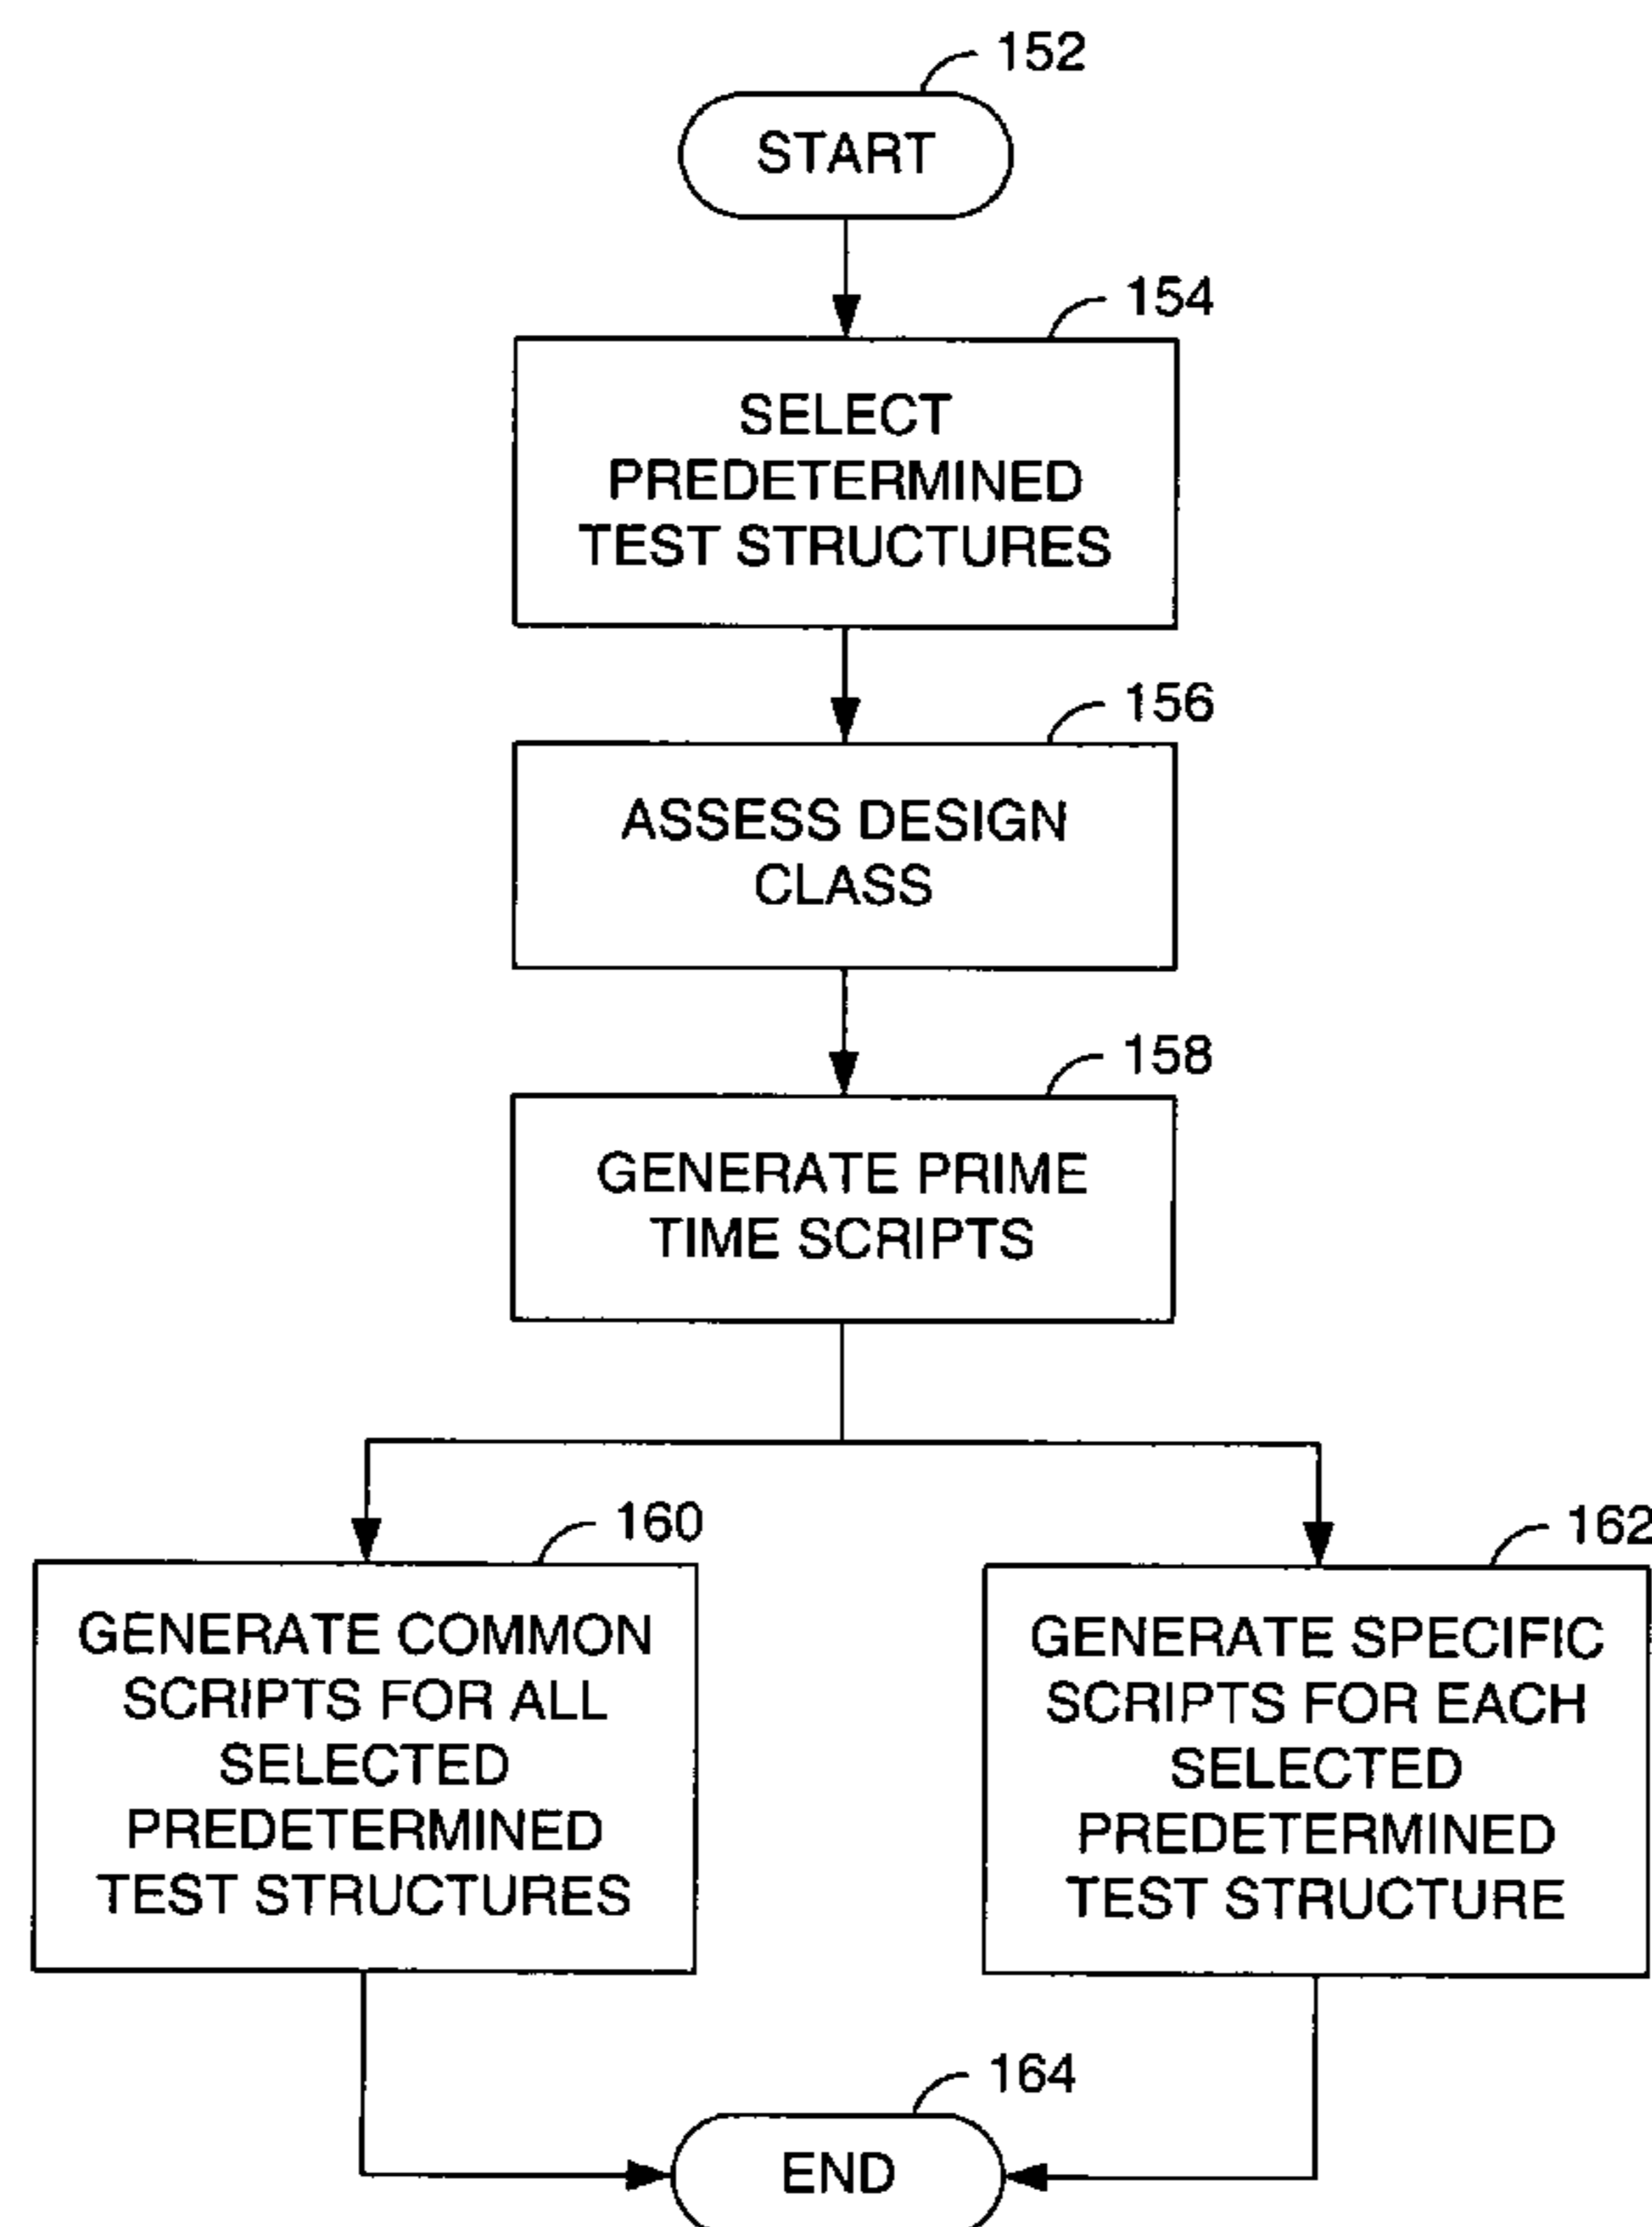 152
START
154
SELECT
PREDETERMINED
TEST STRUCTURES
156
ASSESS DESIGN
CLASS
158
GENERATE PRIME
TIME SCRIPTS
160
GENERATE COMMON
SCRIPTS FOR ALL
SELECTED
PREDETERMINED
TEST STRUCTURES
162
GENERATE SPECIFIC
SCRIPTS FOR EACH
SELECTED
PREDETERMINED
TEST STRUCTURE
164
END